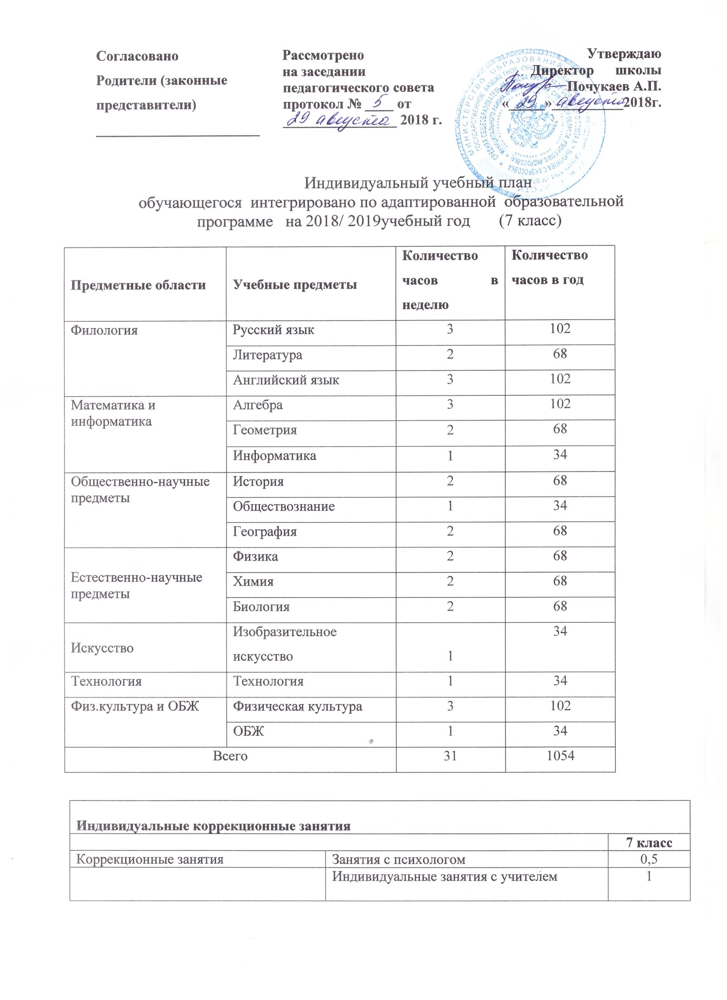 Согласовано
Родители (законные
представители)
Рассмотрено
на заседании
педагогического совета
протокол № 5 от
29 августа 2018 г.
Утверждаю
Директор школы
Почукаев А.П.
« 29 » августа 2018г.
МИНИСТЕРСТВО ОБРАЗОВАНИЯ
ГОСУДАРСТВЕННОЕ БЮДЖЕТНОЕ
Индивидуальный учебный план
обучающегося интегрировано по адаптированной образовательной
программе на 2018/ 2019учебный год (7 класс)
Предметные области Учебные предметы Количество часов в неделю Количество часов в год
Филология Русский язык 3 102
Литература 2 68
Английский язык 3 102
Математика и информатика Алгебра 3 102
Геометрия 2 68
Информатика 1 34
Общественно-научные предметы История 2 68
Обществознание 1 34
География 2 68
Естественно-научные предметы Физика 2 68
Химия 2 68
Биология 2 68
Искусство Изобразительное искусство 1 34
Технология Технология 1 34
Физ.культура и ОБЖ Физическая культура 3 102
ОБЖ 1 34
Всего 31 1054
Индивидуальные коррекционные занятия
7 класс
Коррекционные занятия Занятия с психологом 0,5
Индивидуальные занятия с учителем 1